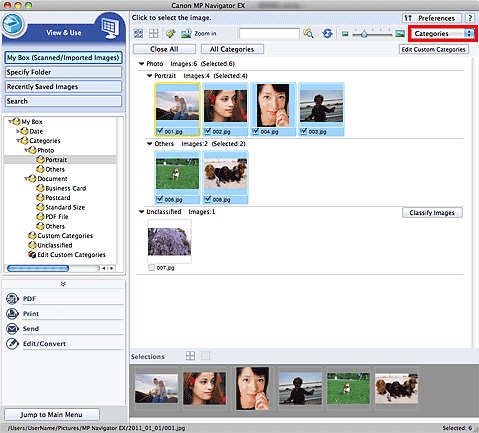 Canon MP Navigator EX
View & Use
Click to select the image.
Preferences
?
Zoom in
Categories
My Box (Scanned/Imported Images)
Specify Folder
Recently Saved Images
Search
Close All
All Categories
Edit Custom Categories
My Box
Date
Categories
Photo
Portrait
Others
Document
Business Card
Postcard
Standard Size
PDF File
Others
Custom Categories
Unclassified
Edit Custom Categories
Photo Images:6 (Selected:6)
Portrait Images:4 (Selected:4)
001.jpg
002.jpg
004.jpg
003.jpg
Others Images:2 (Selected:2)
Unclassified Images:1
Classify Images
007.jpg
PDF
Print
Send
Edit/Convert
Jump to Main Menu
Selections
/Users/UserName/Pictures/MP Navigator EX/2011_01_01/001.jpg
Selected: 6